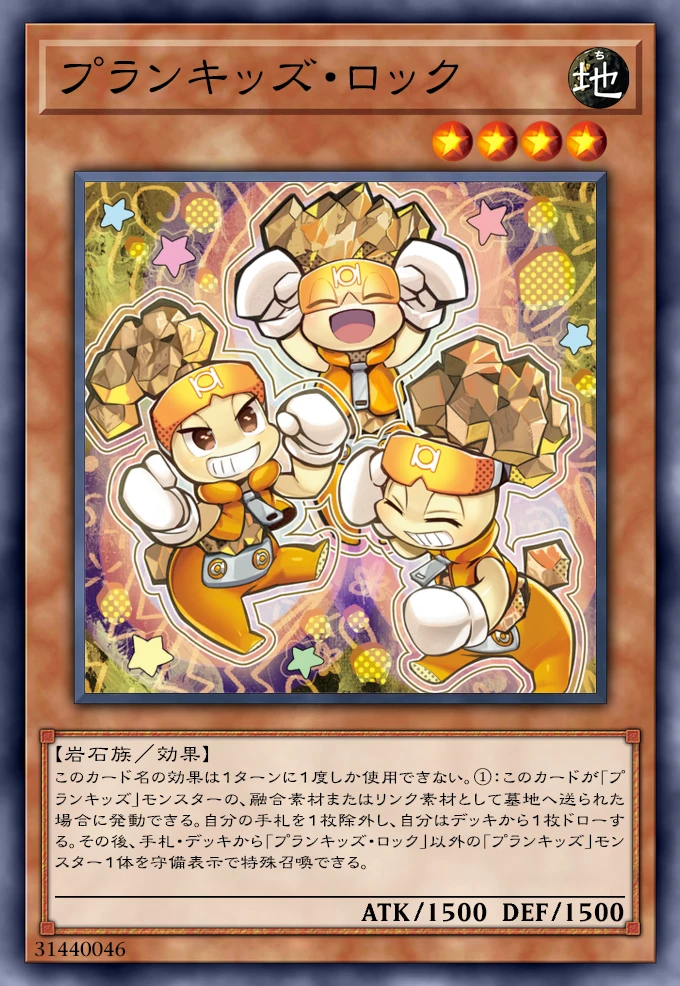 プランキッズ・ロック
ち
地
【岩石族／効果】
このカード名の効果は1ターンに1度しか使用できない。①:このカードが「プ
ランキッズ」モンスターの、融合素材またはリンク素材として墓地へ送られた
場合に発動できる。自分の手札を1枚除外し、自分はデッキから1枚ドローす
る。その後、手札・デッキから「プランキッズ・ロック」以外の「プランキッズ」モン
スター1体を守備表示で特殊召喚できる。
ATK/1500 DEF/1500
31440046